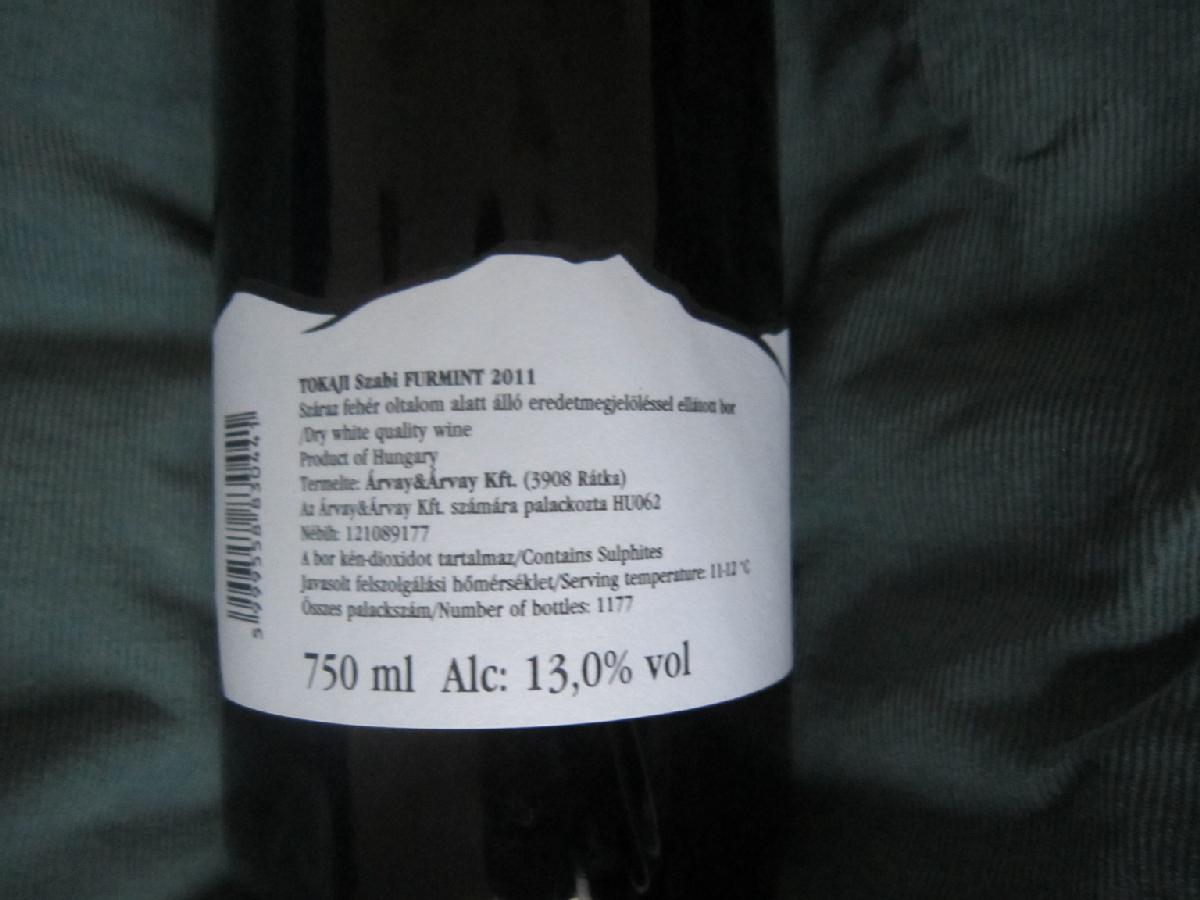 TOKAJI Szabi FURMINT 2011
Száraz fehér oltalom alatt álló eredetmegjelöléssel ellátott bor
/Dry white quality wine
Product of Hungary
Termelte: Árvay&Árvay Kft. (3908 Rátka)
Az Árvay&Árvay Kft. számára palackozta HU062
Nébih: 121089177
A bor kén-dioxidot tartalmaz/Contains Sulphites
Javasolt felszolgálási hőmérséklet/Serving temperature: 11-12 °C
Összes palackszám/Number of bottles: 1177
750 ml Alc: 13,0% vol